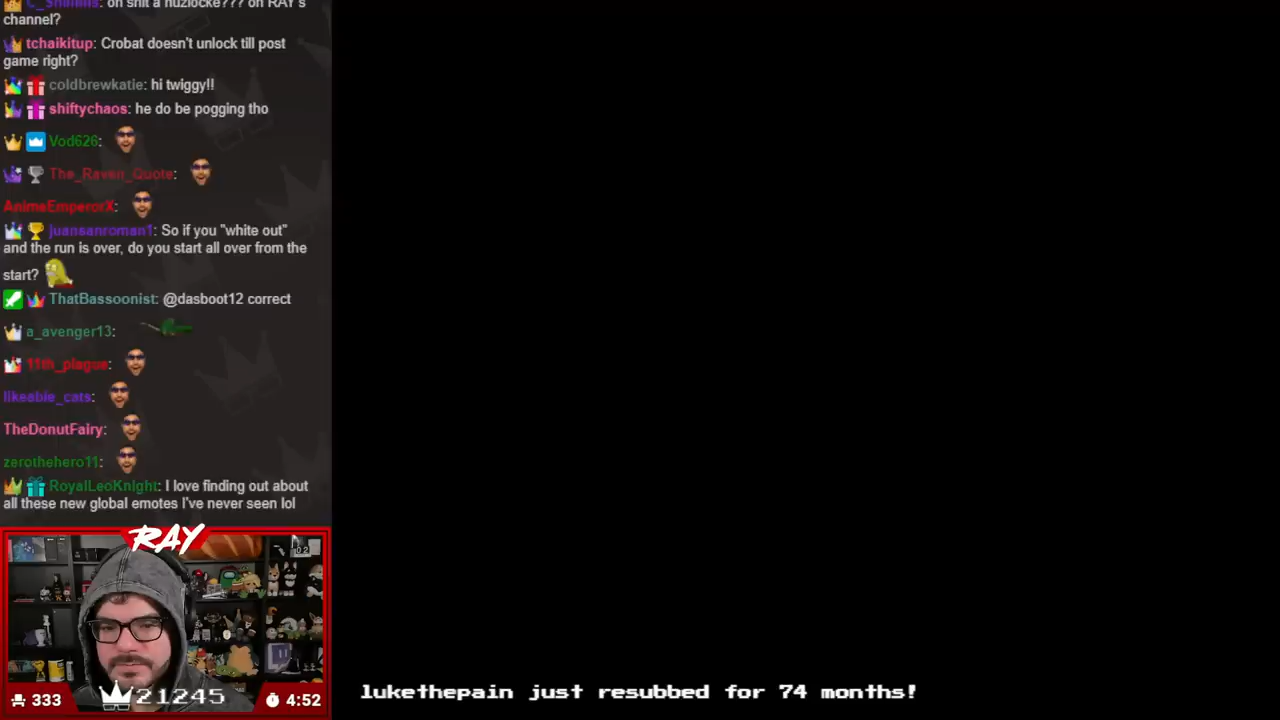 C_Shmills: oh shit a nuzlocke??? on RAY's
channel?
tchaikitup: Crobat doesn't unlock till post
game right?
coldbrewkatie: hi twiggy!!
shiftychaos: he do be pogging tho
Vod626:
The_Raven_Quote:
AnimeEmperorX:
juansanroman1: So if you "white out"
and the run is over, do you start all over from the
start?
ThatBassoonist: @dasboot12 correct
a_avenger13:
11th_plague:
likeable_cats:
TheDonutFairy:
zerothehero11:
RoyalLeoKnight: I love finding out about
all these new global emotes I've never seen lol
RAY
333
21245
4:52
lukethepain just resubbed for 74 months!